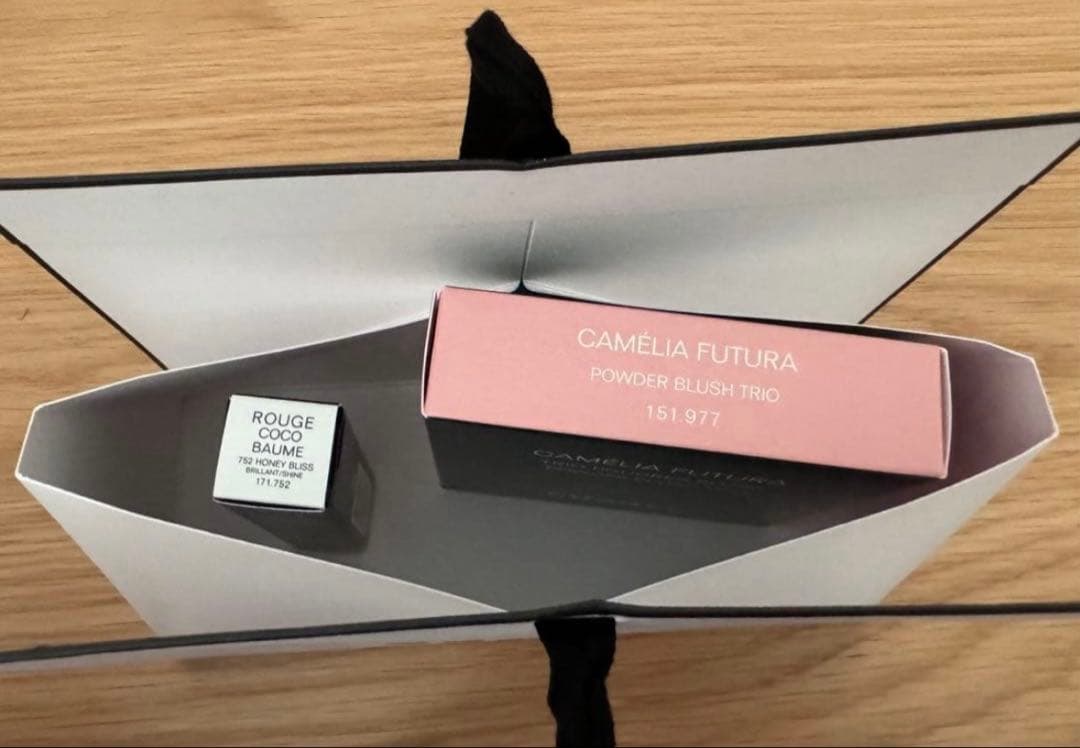 ROUGE
COCO
BAUME
752 HONEY BLISS
BRILLANT/SHINE
171.752
CAMÉLIA FUTURA
POWDER BLUSH TRIO
151.977
CAMÉLIA FUTURA